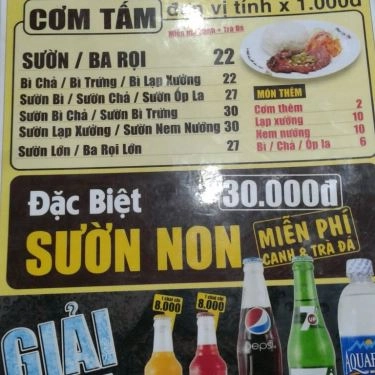 CƠM TẤM
đơn vị tính x 1.000đ
Miễn Phí Canh + Trà Đá
SƯỜN / BA RỌI 22
Bì Chả / Bì Trứng / Bì Lạp Xưởng 22
Sườn Bì / Sườn Chả / Sườn Ốp La 27
Sườn Bì Chả / Sườn Bì Trứng 30
Sườn Lạp Xưởng / Sườn Nem Nướng 30
Sườn Lớn / Ba Rọi Lớn 27
MÓN THÊM
Cơm thêm 2
Lạp xưởng 10
Nem nướng 10
Bì / Chả / Ốp la 6
Đặc Biệt 30.000đ
SƯỜN NON
MIỄN PHÍ
CANH & TRÀ ĐÁ
GIẢI
8.000
8.000
pepsi
7
AQUAF